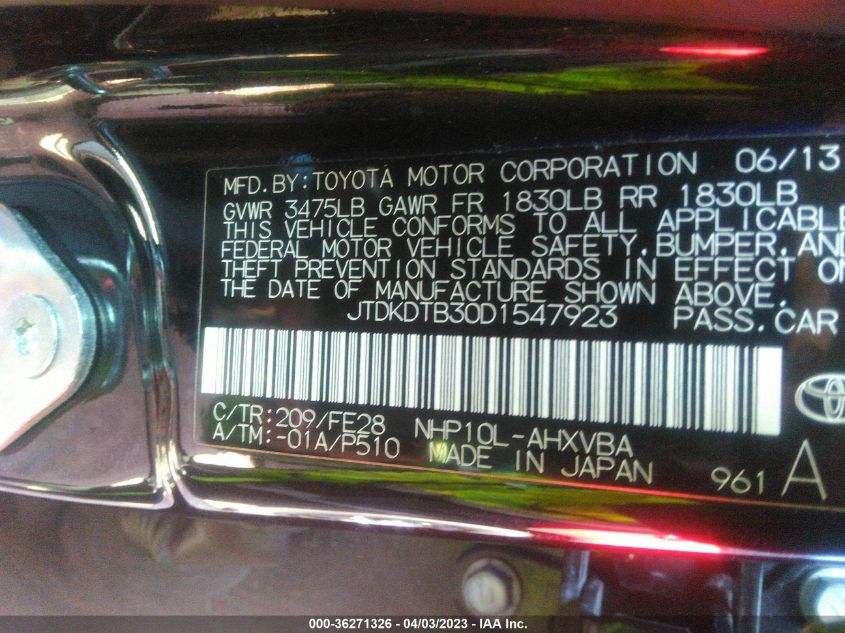 MFD.BY:TOYOTA MOTOR CORPORATION 06/13
GVWR 3475LB GAWR FR 1830LB RR 1830LB
THIS VEHICLE CONFORMS TO ALL APPLICABLE
FEDERAL MOTOR VEHICLE SAFETY,BUMPER,AND
THEFT PREVENTION STANDARDS IN EFFECT ON
THE DATE OF MANUFACTURE SHOWN ABOVE.
JTDKDTB30D1547923 PASS.CAR
C/TR:209/FE28 NHP10L-AHXVBA
A/TM:-01A/P510 MADE IN JAPAN 961 A
000-36271326 - 04/03/2023 - IAA Inc.